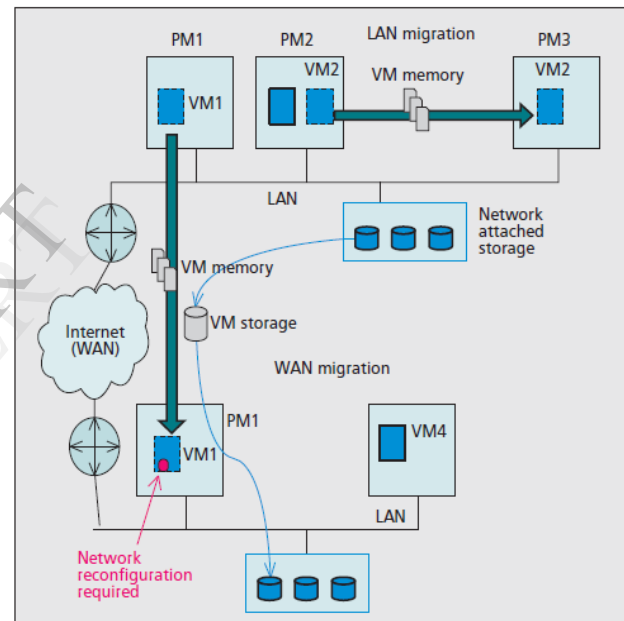 PM1
PM2
LAN migration
PM3
VM2
VM memory
VM2
VM1
LAN
Network
attached
storage
VM memory
Internet
(WAN)
VM storage
WAN migration
PM1
VM4
VM1
LAN
Network
reconfiguration
required